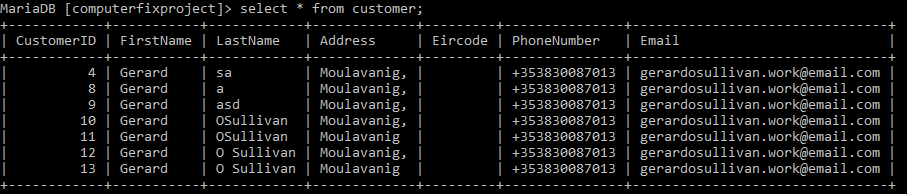 MariaDB [computerfixproject]> select * from customer;
+------------+-----------+------------+-------------+---------+---------------+--------------------------------+
| CustomerID | FirstName | LastName   | Address     | Eircode | PhoneNumber   | Email                          |
+------------+-----------+------------+-------------+---------+---------------+--------------------------------+
|          4 | Gerard    | sa         | Moulavanig, |         | +353830087013 | gerardosullivan.work@email.com |
|          8 | Gerard    | a          | Moulavanig, |         | +353830087013 | gerardosullivan.work@email.com |
|          9 | Gerard    | asd        | Moulavanig, |         | +353830087013 | gerardosullivan.work@email.com |
|         10 | Gerard    | OSullivan  | Moulavanig, |         | +353830087013 | gerardosullivan.work@email.com |
|         11 | Gerard    | OSullivan  | Moulavanig  |         | +353830087013 | gerardosullivan.work@email.com |
|         12 | Gerard    | O Sullivan | Moulavanig, |         | +353830087013 | gerardosullivan.work@email.com |
|         13 | Gerard    | O Sullivan | Moulavanig  |         | +353830087013 | gerardosullivan.work@email.com |
+------------+-----------+------------+-------------+---------+---------------+--------------------------------+